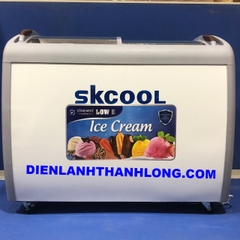 skcool
LOW E
Ice Cream
DIENLANHTHANHLONG.COM